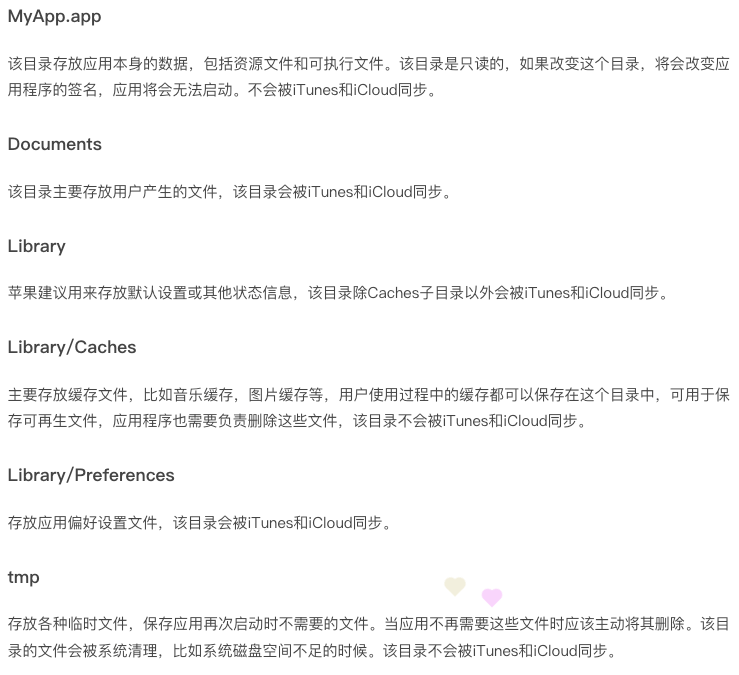 MyApp.app
该目录存放应用本身的数据，包括资源文件和可执行文件。该目录是只读的，如果改变这个目录，将会改变应
用程序的签名，应用将会无法启动。不会被iTunes和iCloud同步。
Documents
该目录主要存放用户产生的文件，该目录会被iTunes和iCloud同步。
Library
苹果建议用来存放默认设置或其他状态信息，该目录除Caches子目录以外会被iTunes和iCloud同步。
Library/Caches
主要存放缓存文件，比如音乐缓存，图片缓存等，用户使用过程中的缓存都可以保存在这个目录中，可用于保
存可再生文件，应用程序也需要负责删除这些文件，该目录不会被iTunes和iCloud同步。
Library/Preferences
存放应用偏好设置文件，该目录会被iTunes和iCloud同步。
tmp
存放各种临时文件，保存应用再次启动时不需要的文件。当应用不再需要这些文件时应该主动将其删除。该目
录的文件会被系统清理，比如系统磁盘空间不足的时候。该目录不会被iTunes和iCloud同步。